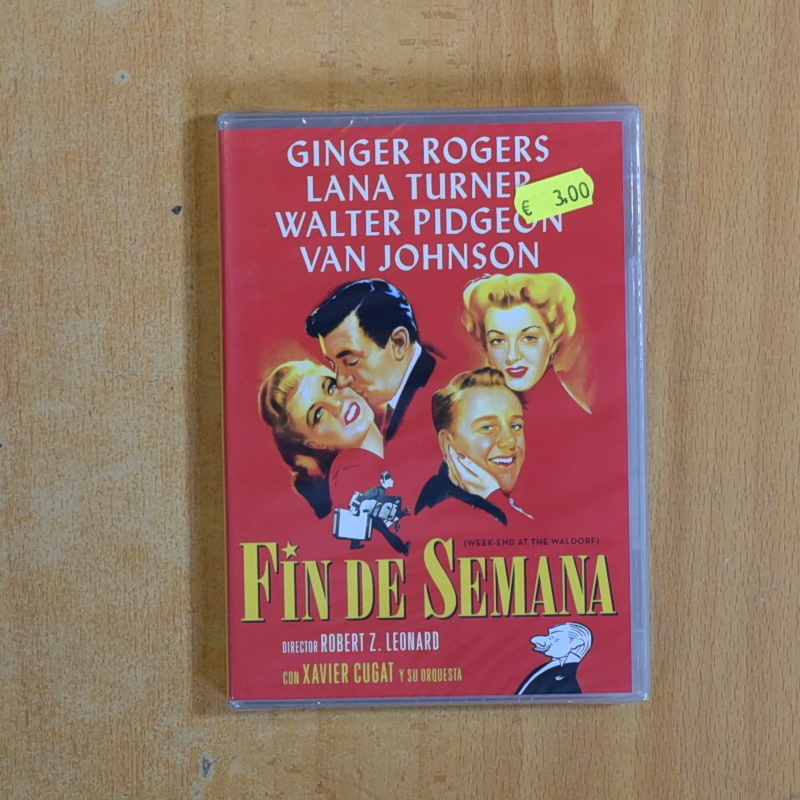 GINGER ROGERS
LANA TURNER
€ 3,00
WALTER PIDGEON
VAN JOHNSON
(WEEK-END AT THE WALDORF)
FIN DE SEMANA
DIRECTOR ROBERT Z. LEONARD
CON XAVIER CUGAT Y SU ORQUESTA